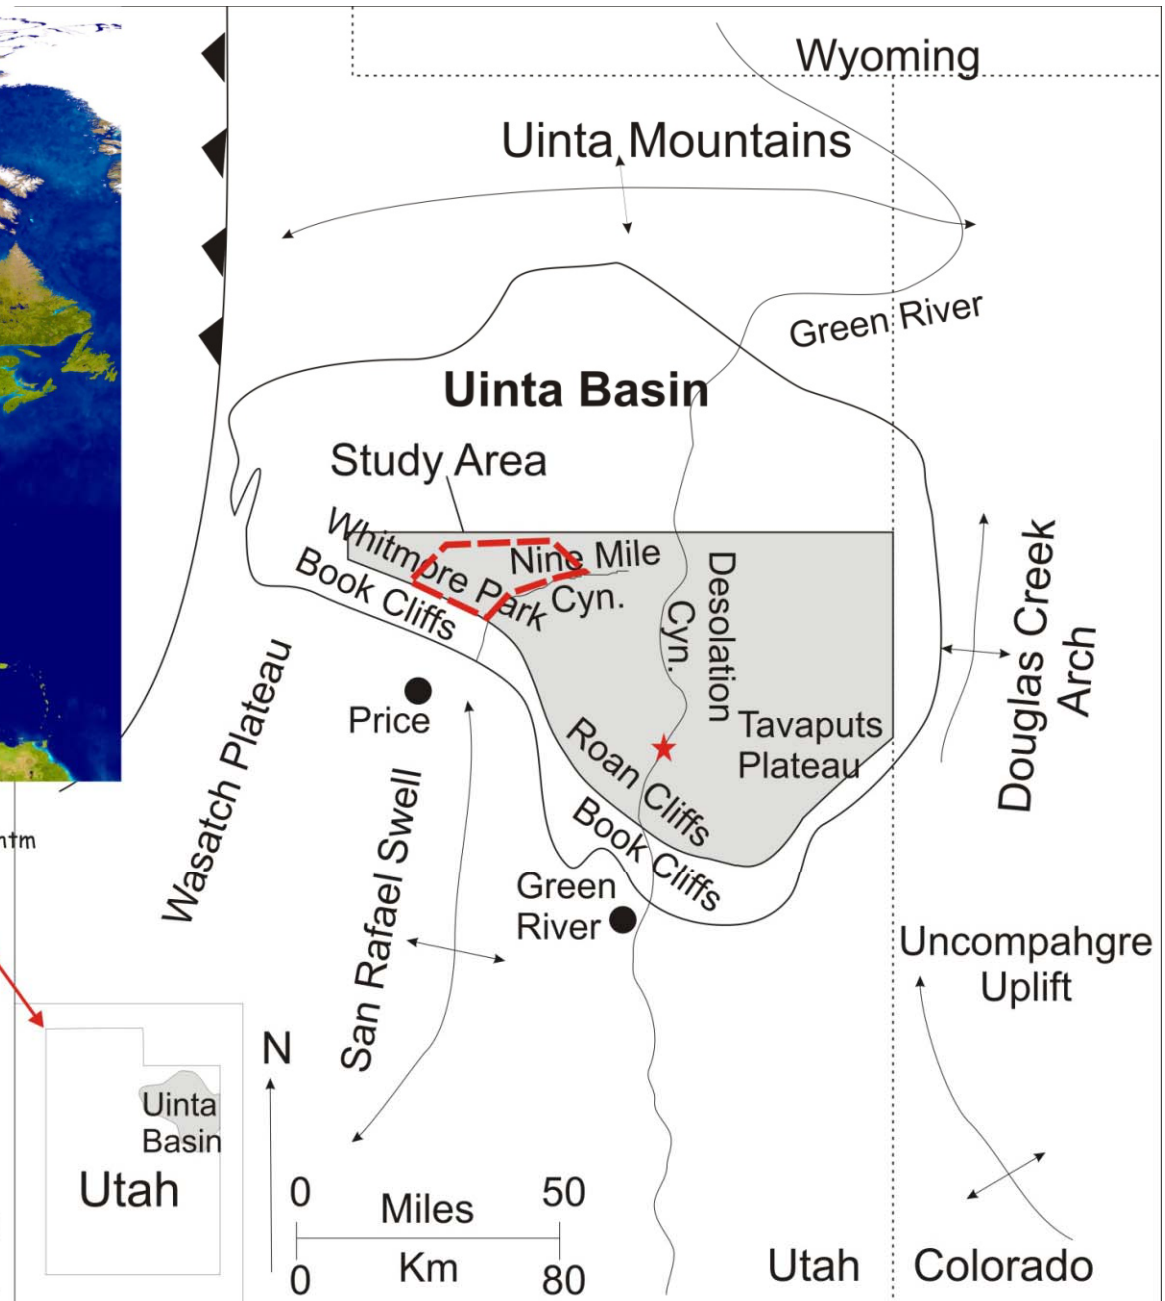 Wyoming
Uinta Mountains
Green River
Uinta Basin
Study Area
Whitmore Park
Nine Mile
Cyn.
Book Cliffs
Desolation
Cyn.
Douglas Creek
Arch
Wasatch Plateau
Price
Tavaputs
Plateau
Roan Cliffs
Book Cliffs
San Rafael Swell
Green
River
Uncompahgre
Uplift
N
Uinta
Basin
Utah
0 50
Miles
Km
0 80
Utah
Colorado